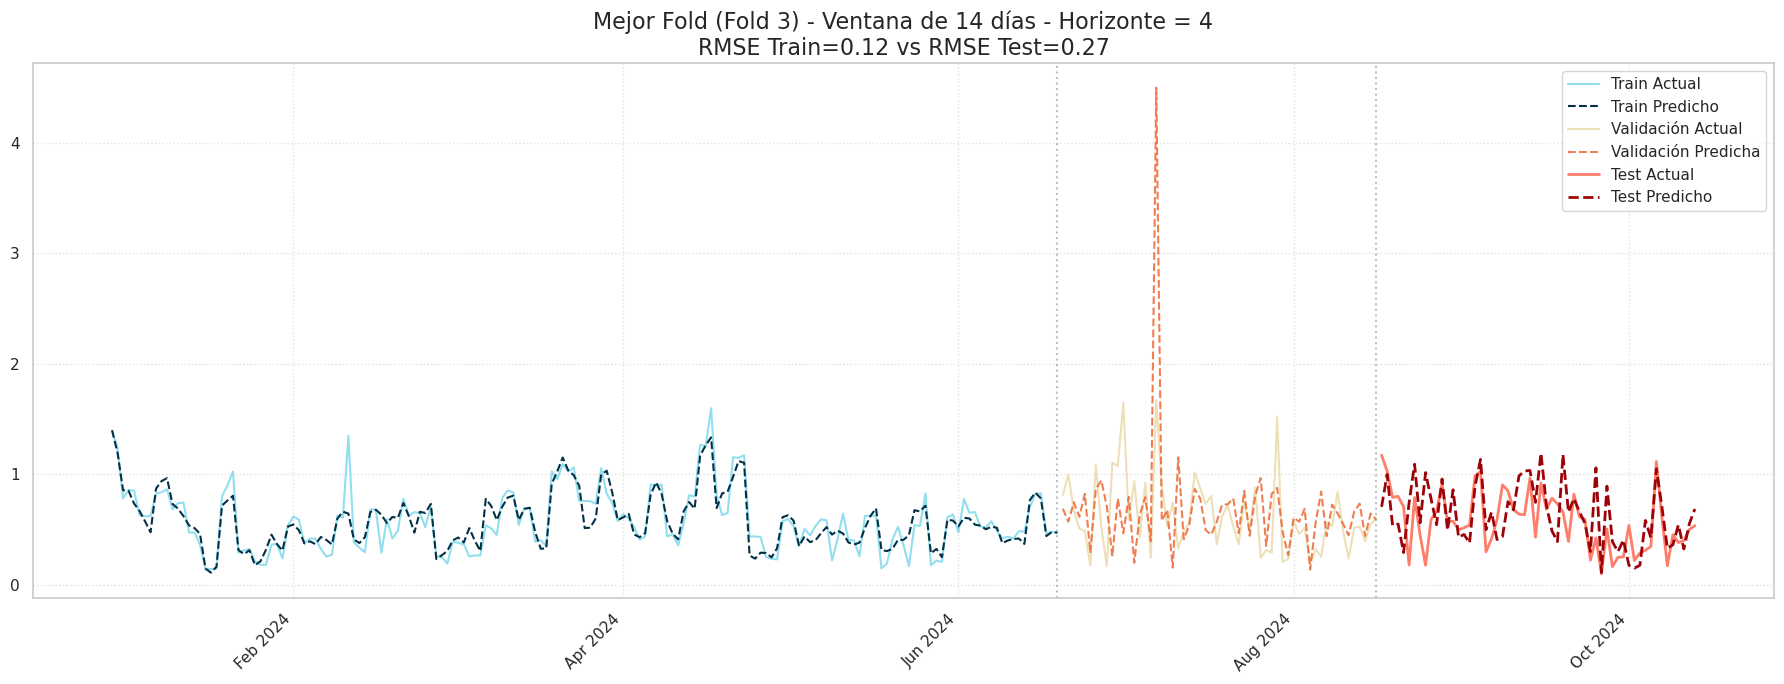 Mejor Fold (Fold 3) - Ventana de 14 días - Horizonte = 4
RMSE Train=0.12 vs RMSE Test=0.27
Train Actual
Train Predicho
Validación Actual
Validación Predicha
Test Actual
Test Predicho
4
3
2
1
0
Feb 2024
Apr 2024
Jun 2024
Aug 2024
Oct 2024